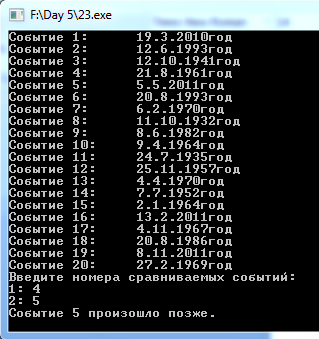 F:\Day 5\23.exe
Событие 1: 19.3.2010год
Событие 2: 12.6.1993год
Событие 3: 12.10.1941год
Событие 4: 21.8.1961год
Событие 5: 5.5.2011год
Событие 6: 20.8.1993год
Событие 7: 6.2.1970год
Событие 8: 11.10.1932год
Событие 9: 8.6.1982год
Событие 10: 9.4.1964год
Событие 11: 24.7.1935год
Событие 12: 25.11.1957год
Событие 13: 4.4.1970год
Событие 14: 7.7.1952год
Событие 15: 2.1.1964год
Событие 16: 13.2.2011год
Событие 17: 4.11.1967год
Событие 18: 20.8.1986год
Событие 19: 8.11.2011год
Событие 20: 27.2.1969год
Введите номера сравниваемых событий:
1: 4
2: 5
Событие 5 произошло позже.